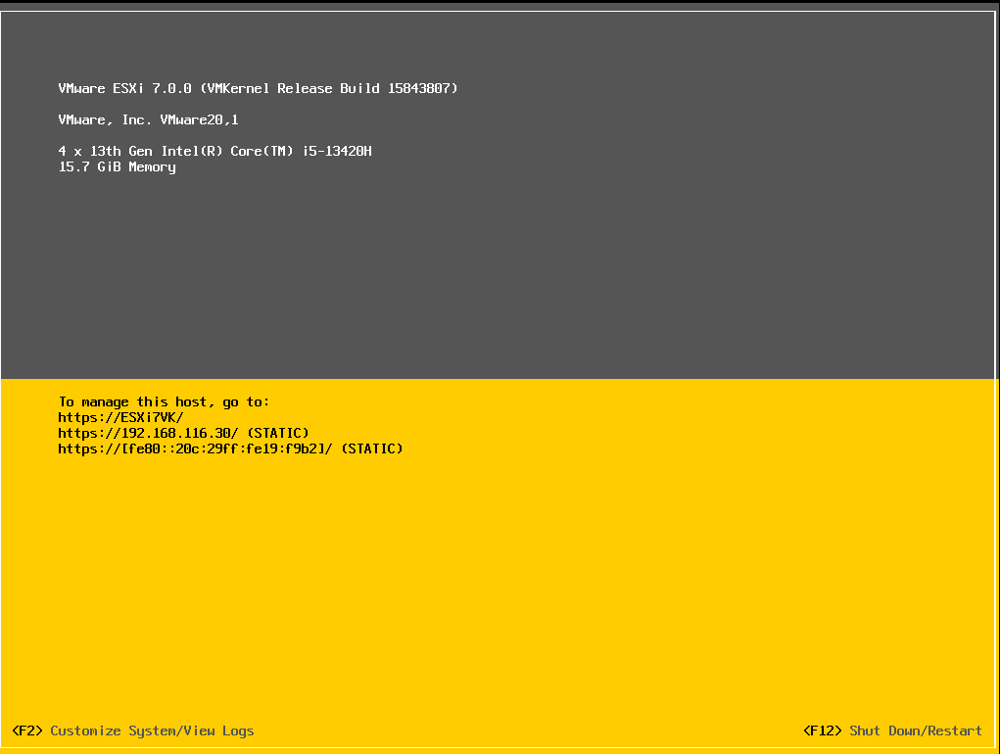 VMware ESXi 7.0.0 (VMKernel Release Build 15843807)
VMware, Inc. VMware20,1
4 x 13th Gen Intel(R) Core(TM) i5-13420H
15.7 GiB Memory
To manage this host, go to:
https://ESXi7VK/
https://192.168.116.30/ (STATIC)
https://[fe80::20c:29ff:fe19:f9b2]/ (STATIC)
<F2> Customize System/View Logs
<F12> Shut Down/Restart